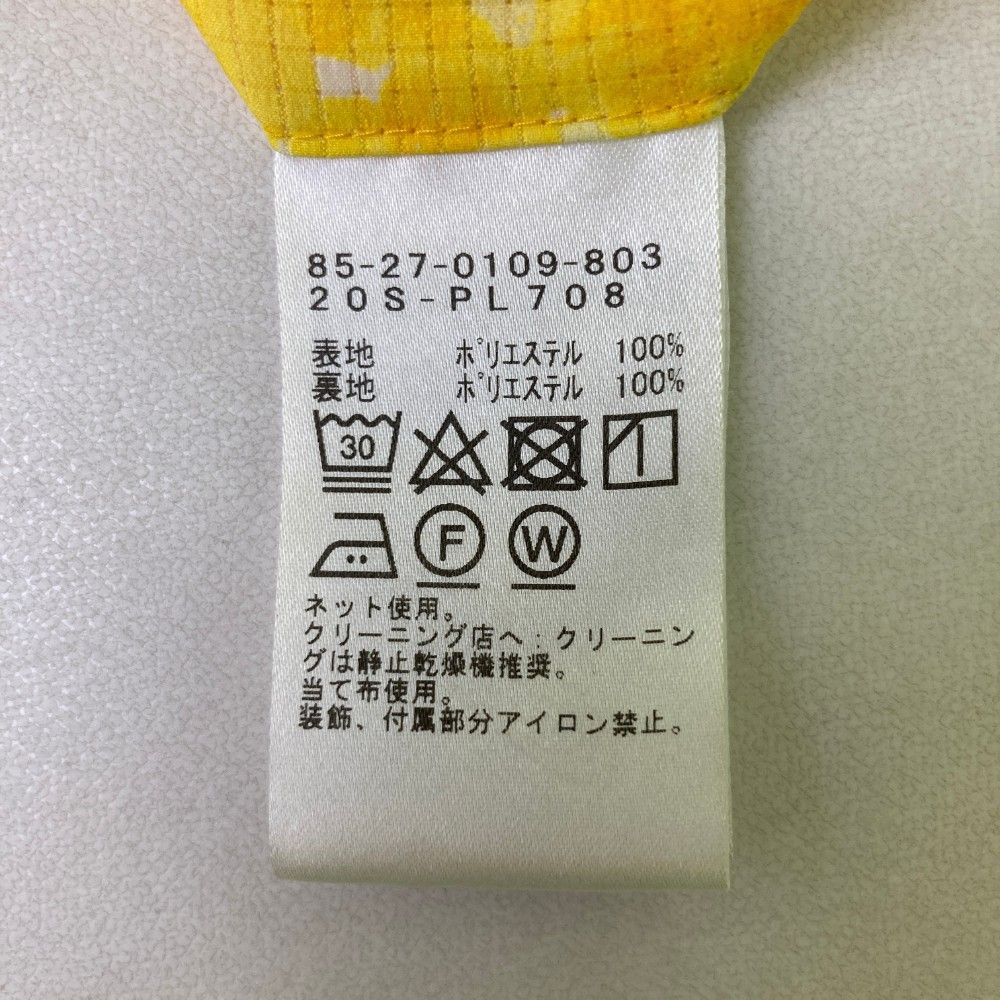 85-27-0109-803
20S-PL708
表地 ポリエステル 100%
裏地 ポリエステル 100%
30
F W
ネット使用。
クリーニング店へ:クリーニン
グは静止乾燥機推奨。
当て布使用。
装飾、付属部分アイロン禁止。